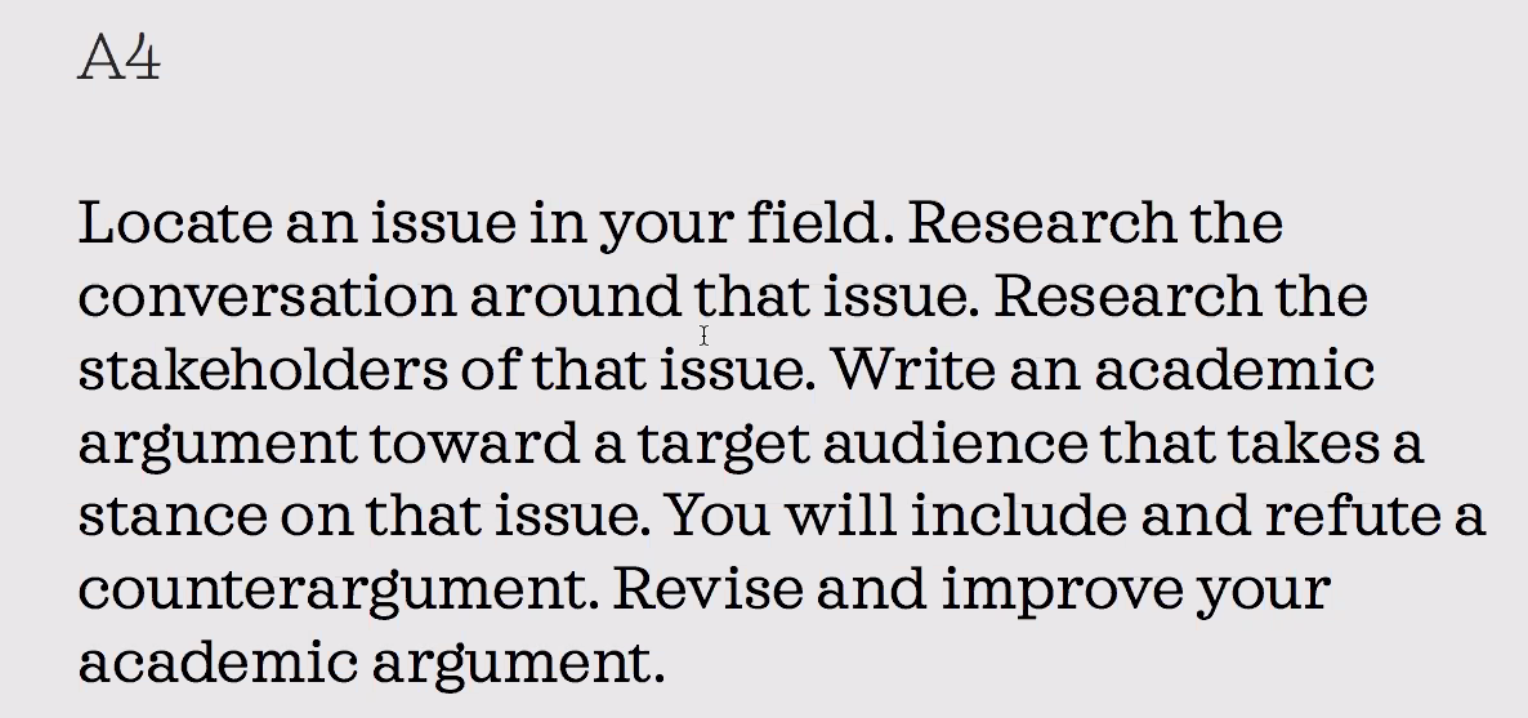 A4
Locate an issue in your field. Research the
conversation around that issue. Research the
stakeholders of that issue. Write an academic
argument toward a target audience that takes a
stance on that issue. You will include and refute a
counterargument. Revise and improve your
academic argument.